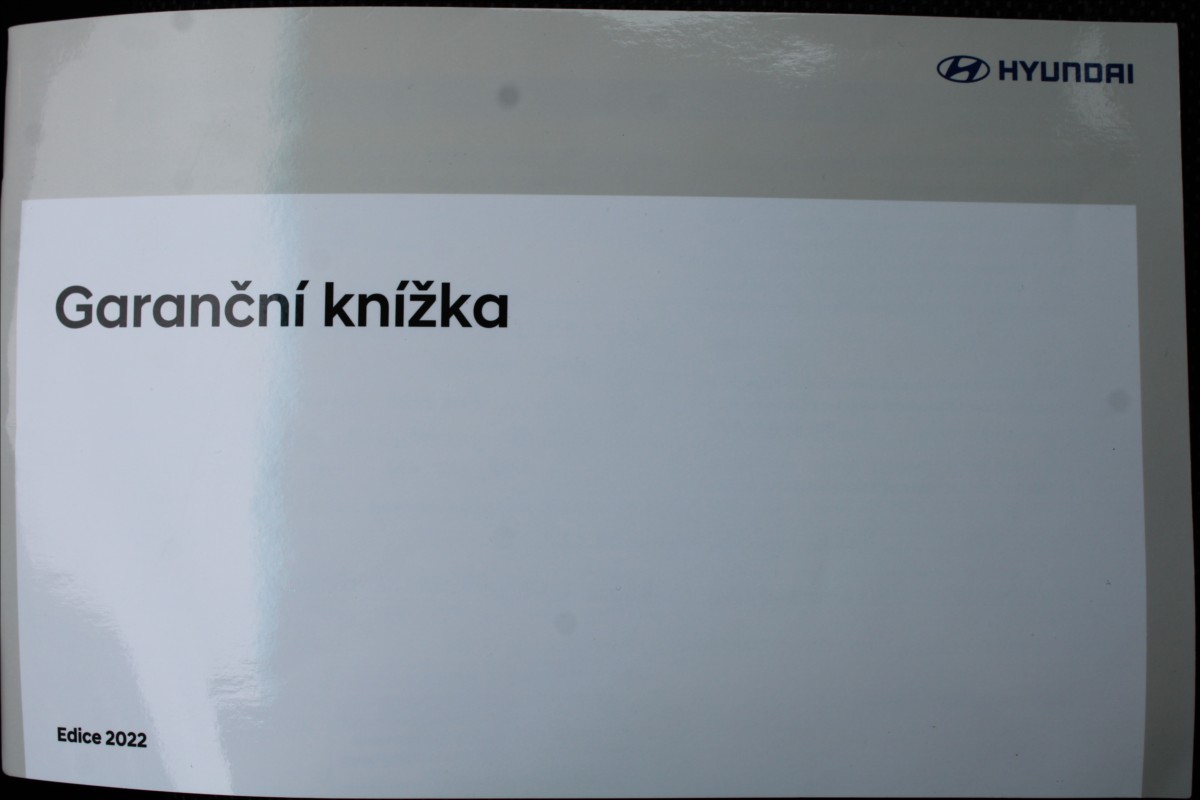 HYUNDAI
Garanční knížka
Edice 2022